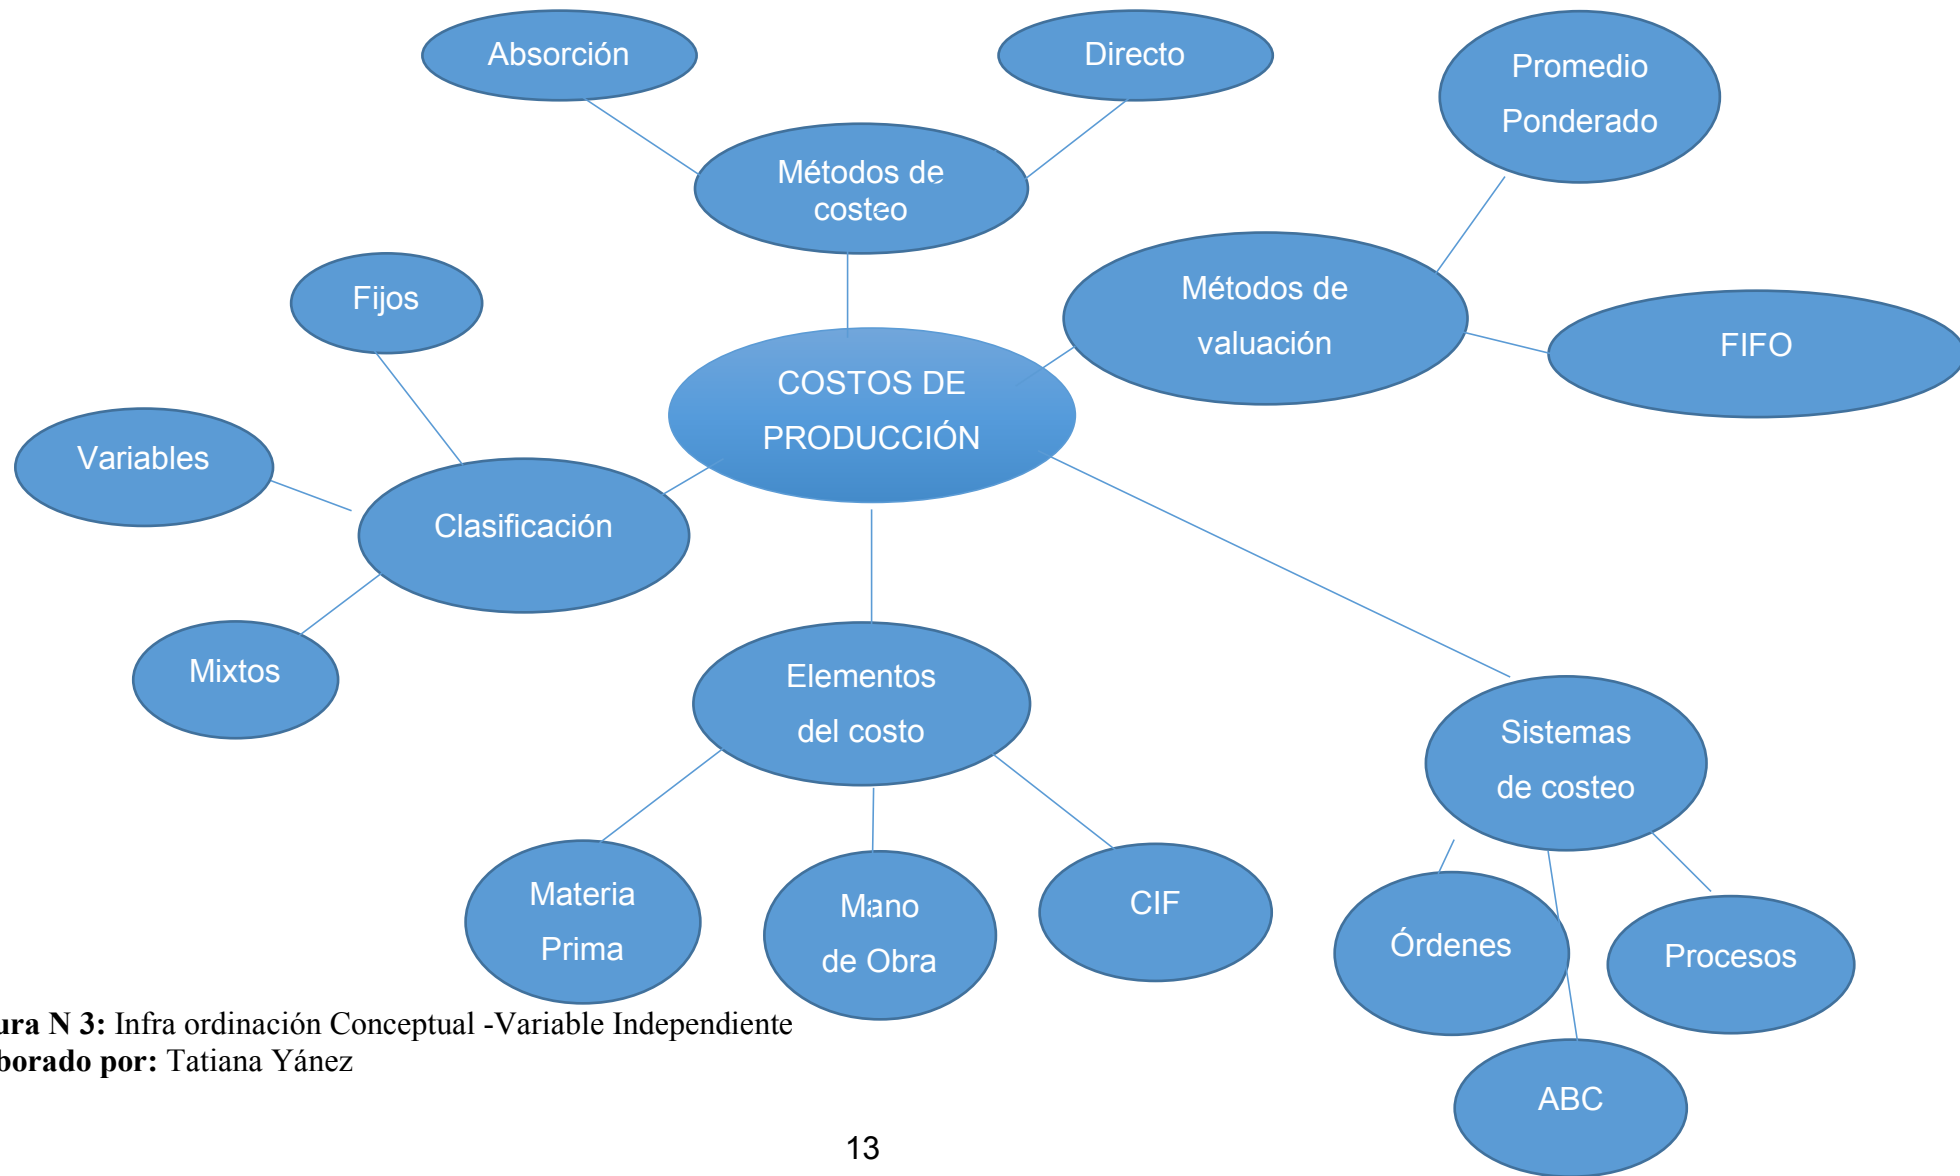 Absorción
Directo
Promedio
Ponderado
Métodos de
costeo
Fijos
Métodos de
valuación
FIFO
COSTOS DE
PRODUCCIÓN
Variables
Clasificación
Mixtos
Elementos
del costo
Sistemas
de costeo
Materia
Prima
Mano
de Obra
CIF
Órdenes
Procesos
ABC
ura N 3: Infra ordinación Conceptual -Variable Independiente
borado por: Tatiana Yánez
13